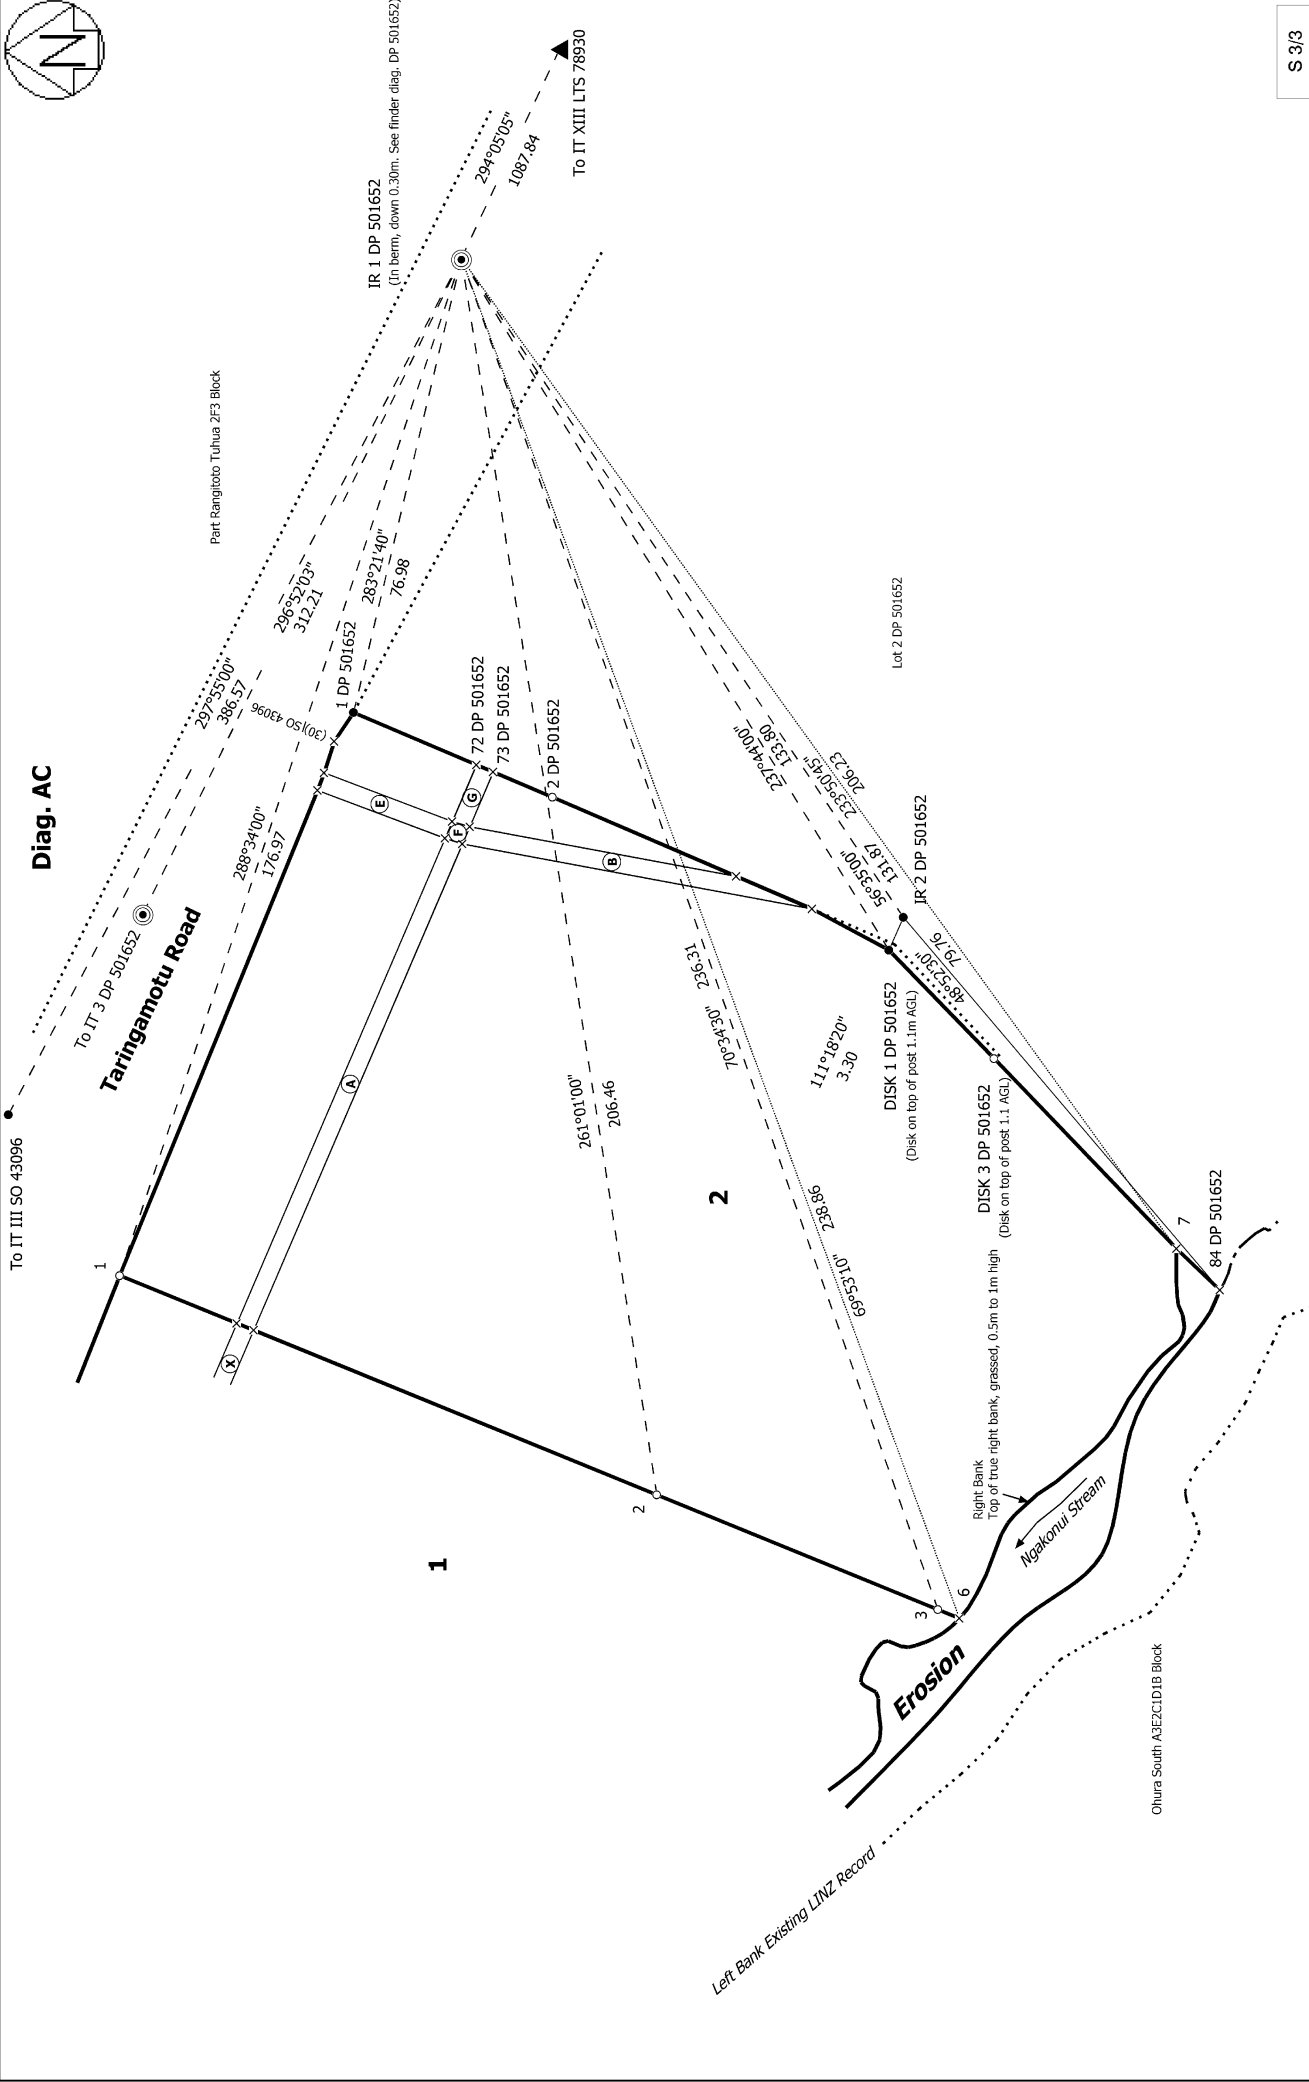 Diag. AC
N
To IT III SO 43096
To IT 3 DP 501652
Taringamotu Road
297°55'00"
386.57
296°52'03"
312.21
288°34'00"
176.97
283°21'40"
76.98
294°05'05"
1087.84
To IT XIII LTS 78930
IR 1 DP 501652
(In berm, down 0.30m. See finder diag. DP 501652)
Part Rangitoto Tuhua 2F3 Block
(30)SO 43096
1 DP 501652
72 DP 501652
73 DP 501652
2 DP 501652
1
X
A
E
F
G
B
261°01'00"
206.46
70°34'30" 236.31
69°53'10" 238.86
237°44'00"
133.80
233°50'45"
206.23
56°35'00"
131.87
IR 2 DP 501652
48°52'30"
79.76
111°18'20"
3.30
DISK 1 DP 501652
(Disk on top of post 1.1m AGL)
DISK 3 DP 501652
(Disk on top of post 1.1 AGL)
Lot 2 DP 501652
1
2
2
3
6
7
84 DP 501652
Right Bank
Top of true right bank, grassed, 0.5m to 1m high
Ngakonui Stream
Erosion
Left Bank Existing LINZ Record
Ohura South A3E2C1D1B Block
S 3/3